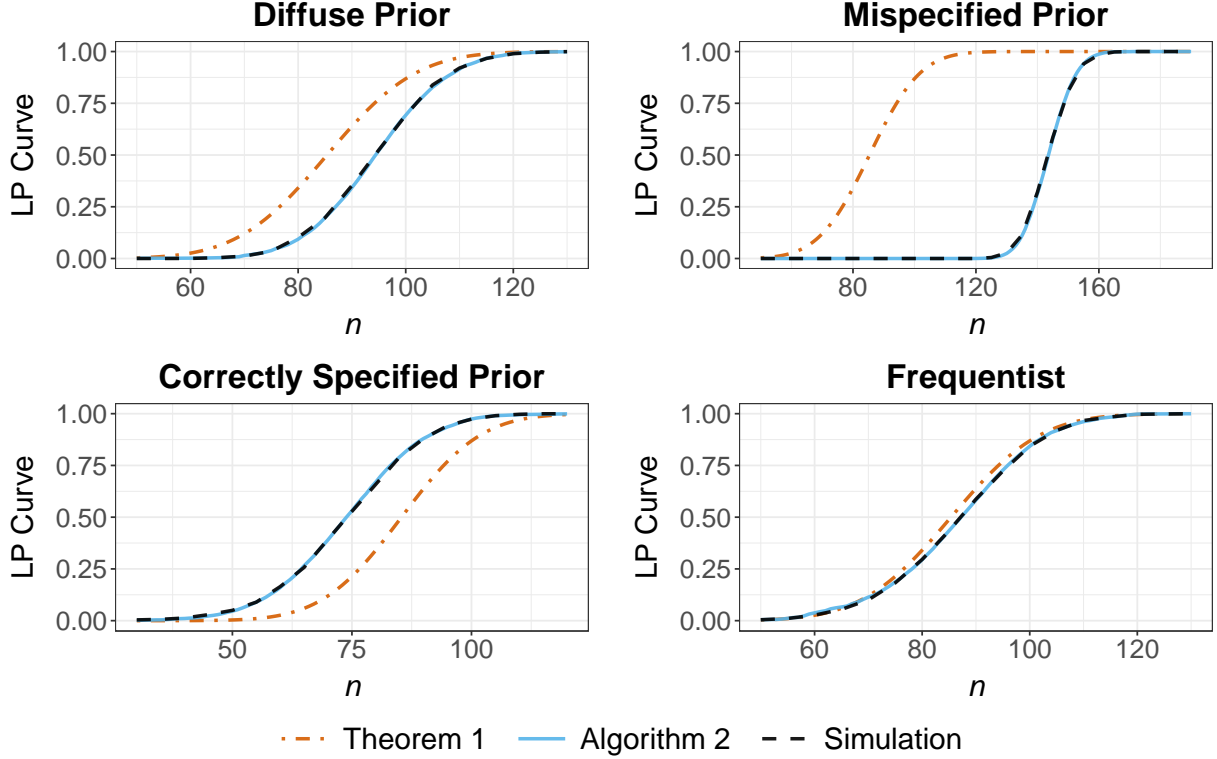 Diffuse Prior
Mispecified Prior
LP Curve
1.00
0.75
0.50
0.25
0.00
60 80 100 120
n
LP Curve
1.00
0.75
0.50
0.25
0.00
80 120 160
n
Correctly Specified Prior
Frequentist
LP Curve
1.00
0.75
0.50
0.25
0.00
50 75 100
n
LP Curve
1.00
0.75
0.50
0.25
0.00
60 80 100 120
n
Theorem 1 Algorithm 2 Simulation